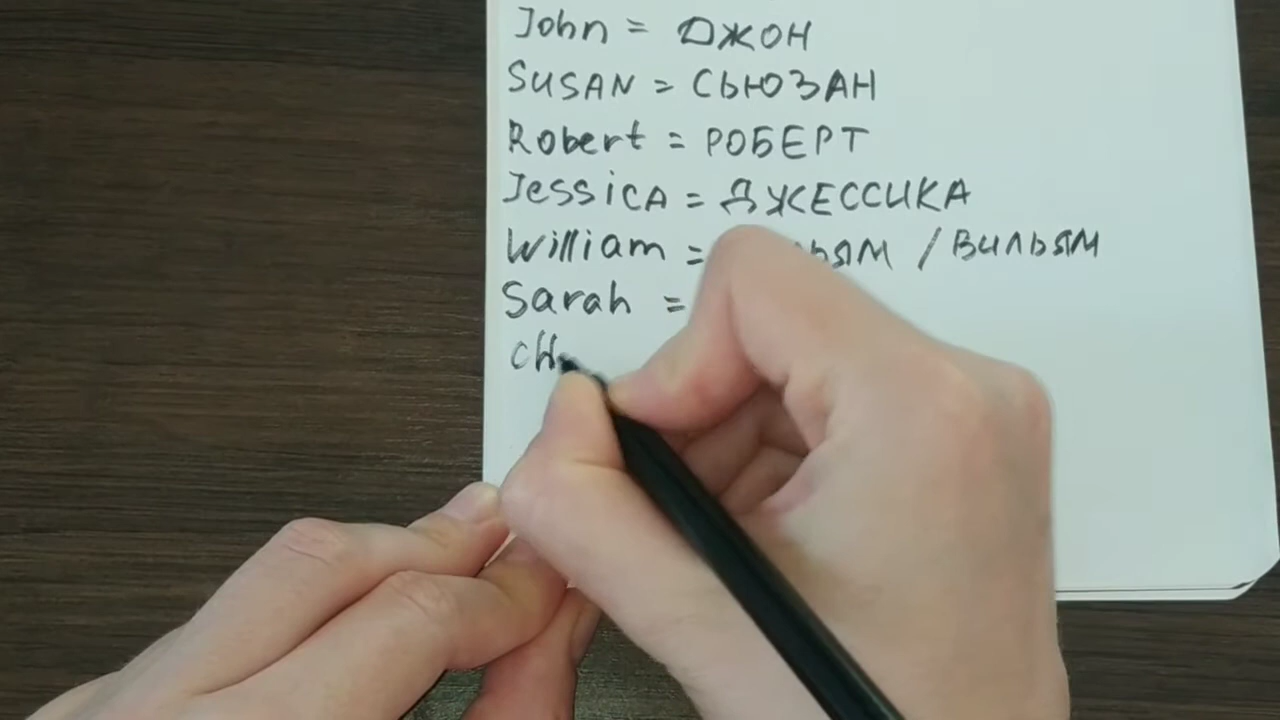 John = ДЖОН
SUSAN = СЬЮЗАН
Robert = РОБЕРТ
JessicA = ДЖЕССИКА
William = / ВИЛЬЯМ
Sarah =